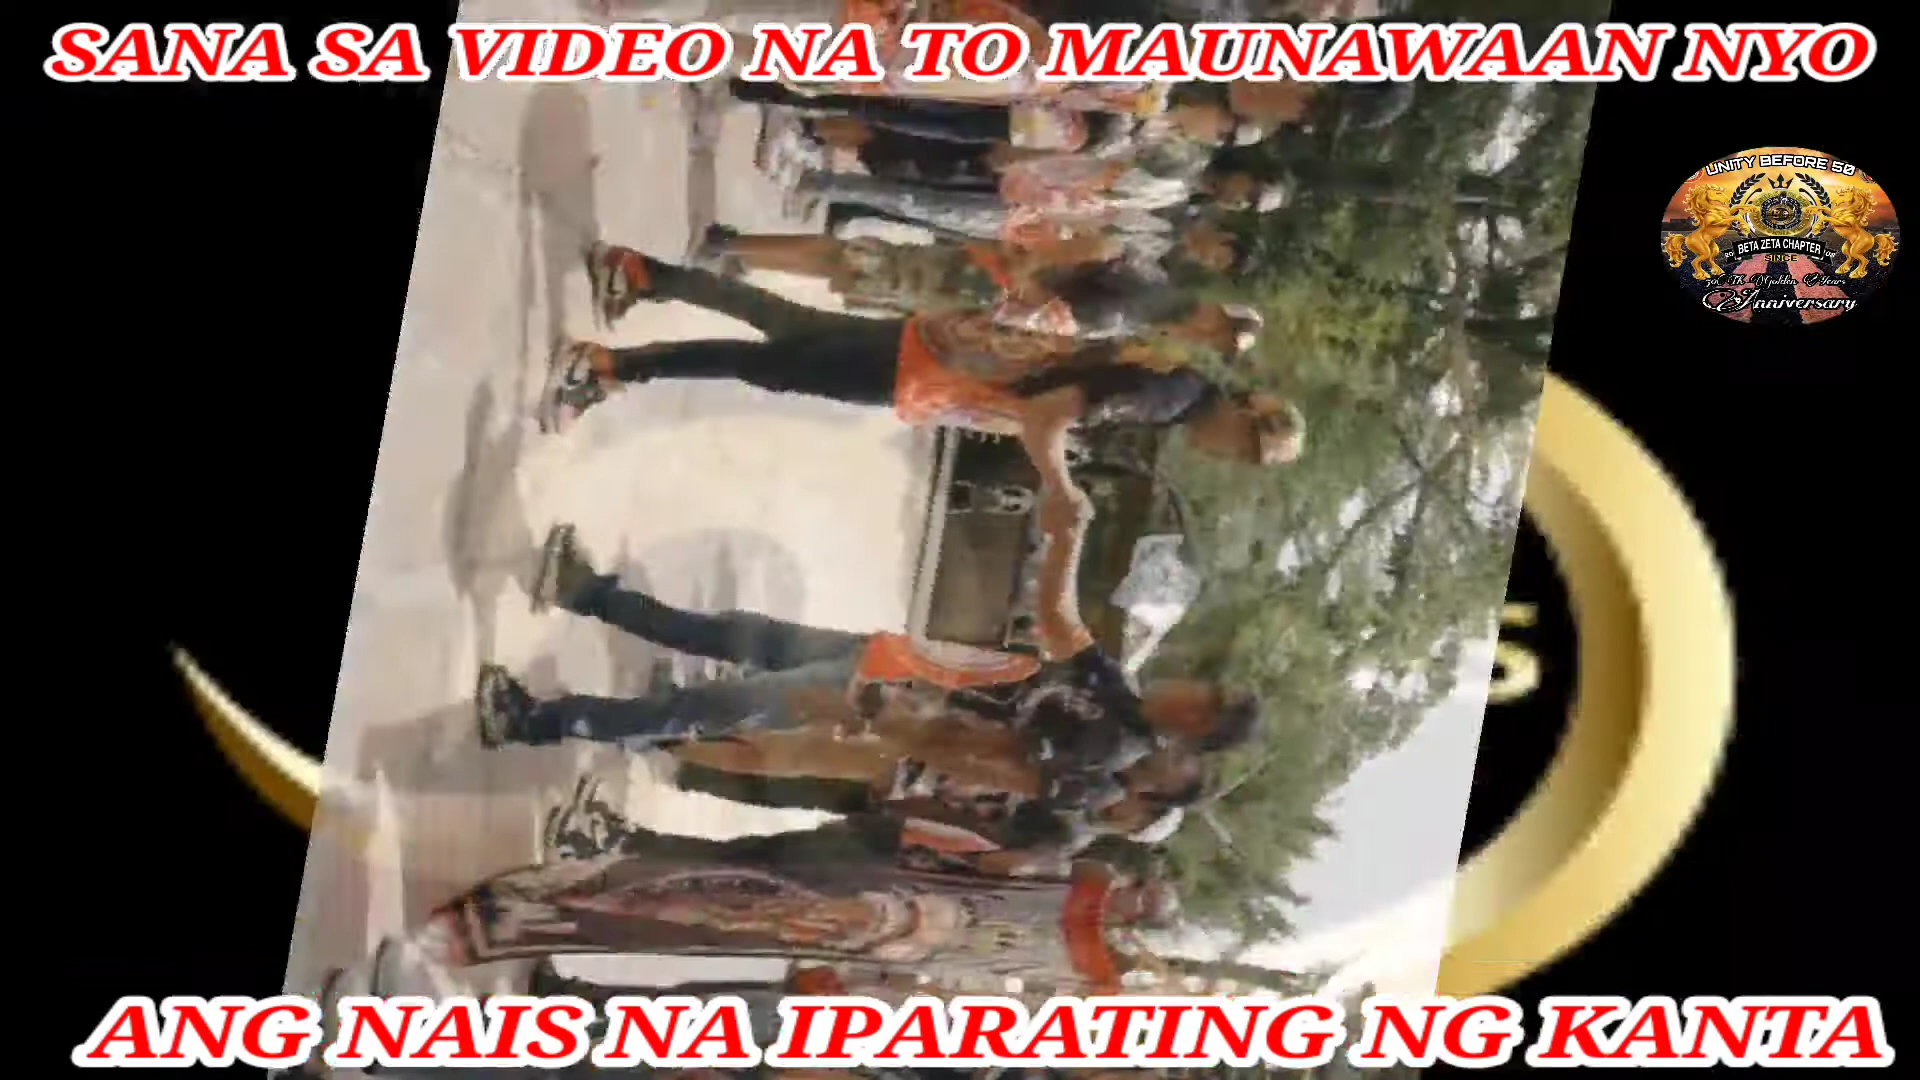 SANA SA VIDEO NA TO MAUNAWAAN NYO
UNITY BEFORE 50
BETA ZETA CHAPTER
SINCE
Anniversary
S
ANG NAIS NA IPARATING NG KANTA